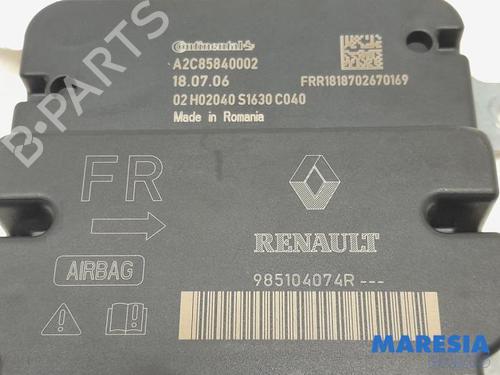 Continental
A2C85840002
18.07.06
FRR1818702670169
02 H02040 S1630 C040
Made in Romania
FR
RENAULT
AIRBAG
985104074R ---
B-PARTS
MARESIA